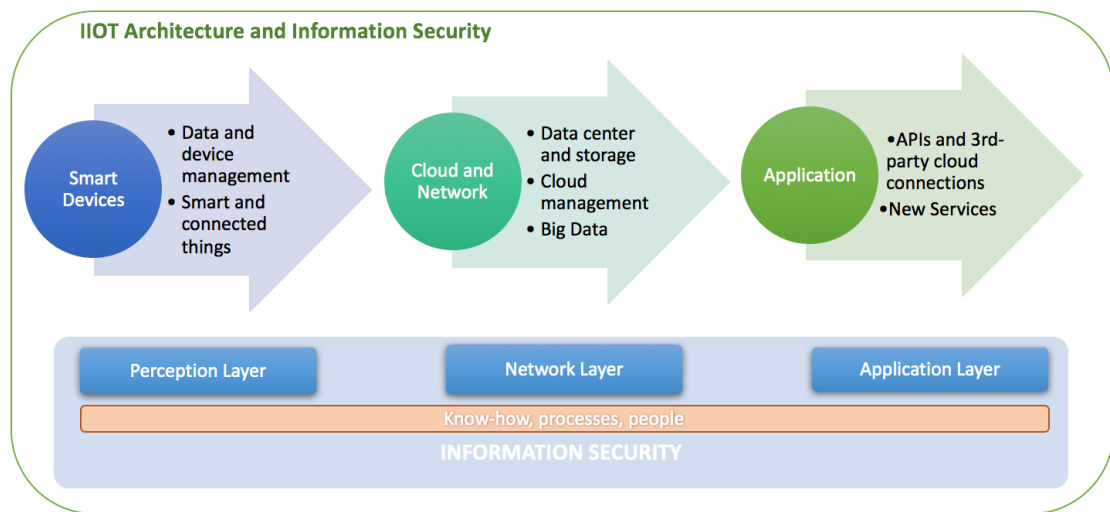 IIOT Architecture and Information Security
Smart
Devices
• Data and
device
management
• Smart and
connected
things
Cloud and
Network
• Data center
and storage
• Cloud
management
• Big Data
Application
•APIs and 3rd-
party cloud
connections
•New Services
Perception Layer
Network Layer
Application Layer
Know-how, processes, people
INFORMATION SECURITY